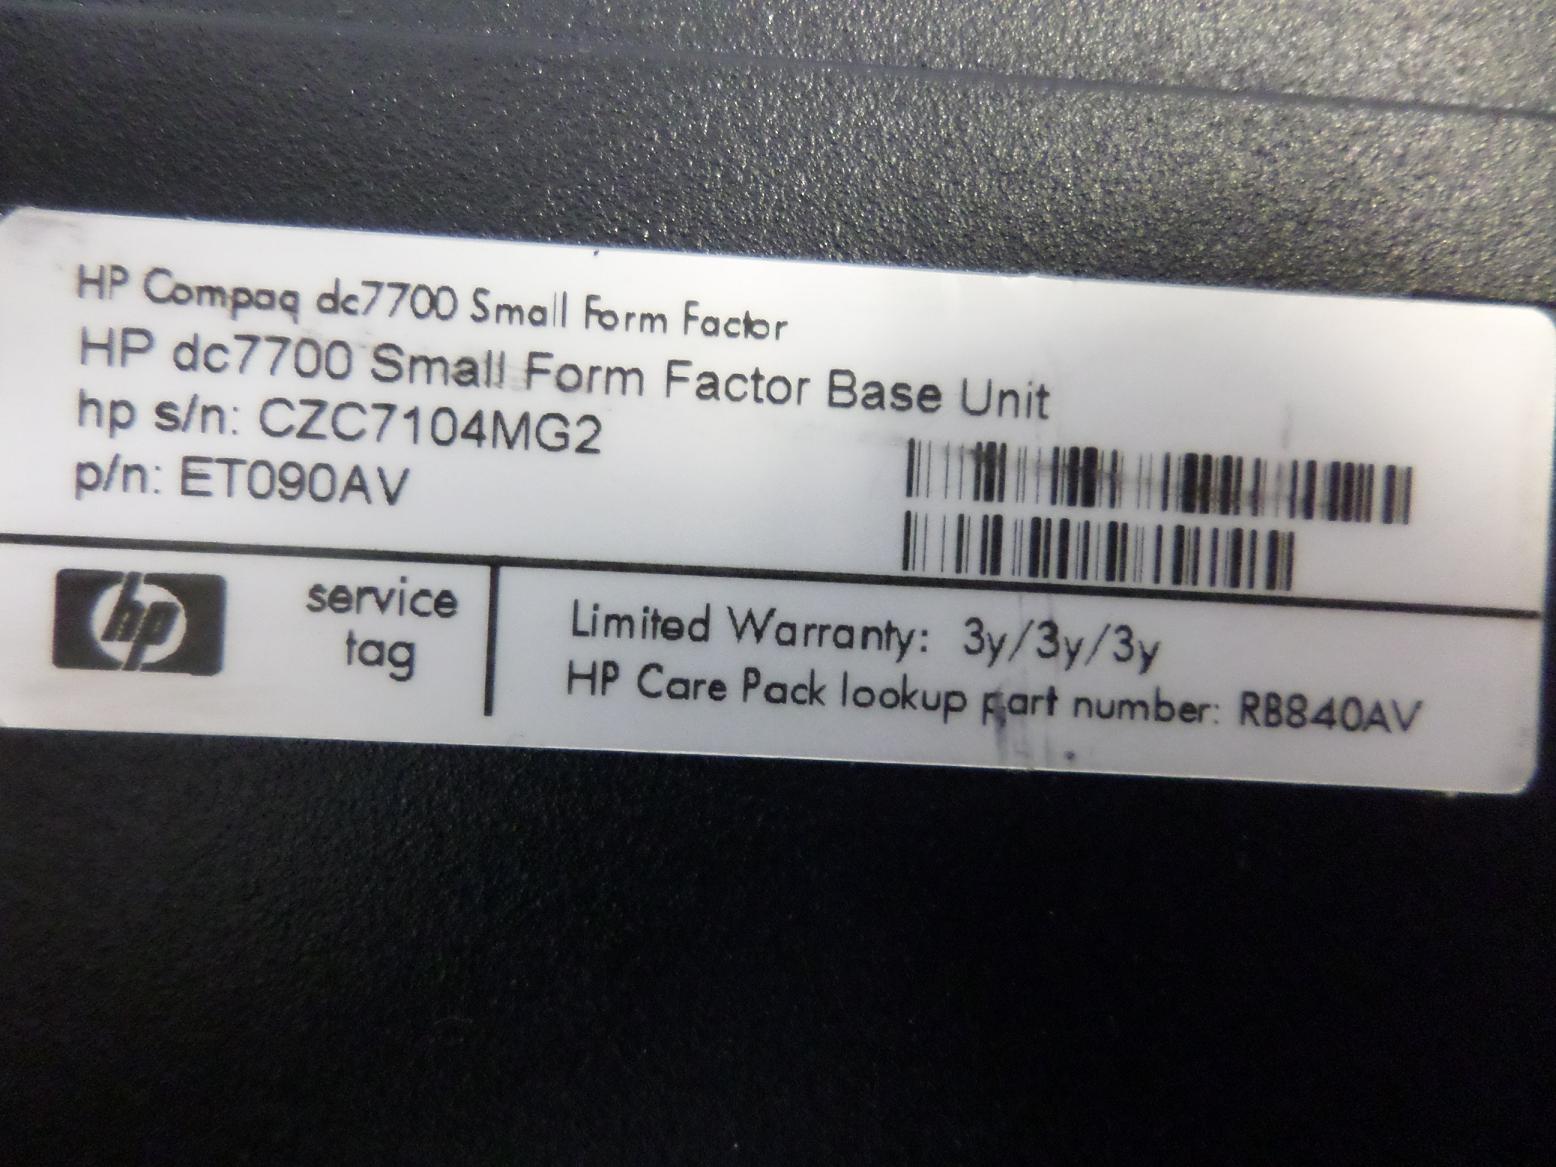 HP Compaq dc7700 Small Form Factor
HP dc7700 Small Form Factor Base Unit
hp s/n: CZC7104MG2
p/n: ET090AV
hp
service
tag
Limited Warranty: 3y/3y/3y
HP Care Pack lookup part number: RB840AV